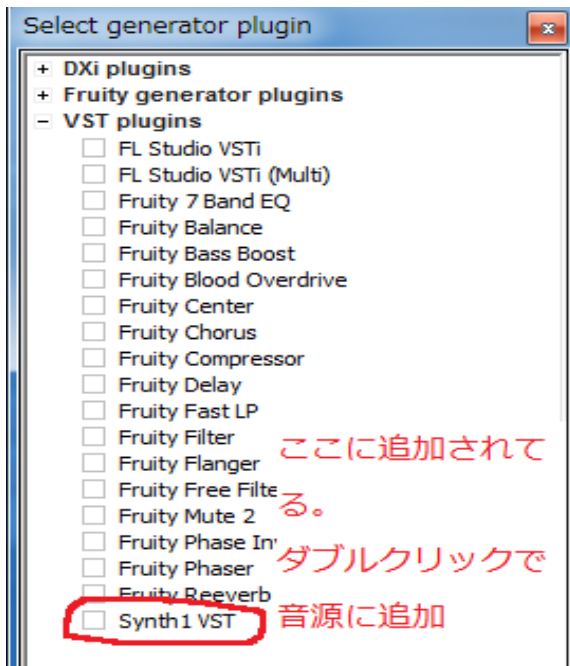 Select generator plugin
x
+ DXi plugins
+ Fruity generator plugins
− VST plugins
FL Studio VSTi
FL Studio VSTi (Multi)
Fruity 7 Band EQ
Fruity Balance
Fruity Bass Boost
Fruity Blood Overdrive
Fruity Center
Fruity Chorus
Fruity Compressor
Fruity Delay
Fruity Fast LP
Fruity Filter
Fruity Flanger
Fruity Free Filte
Fruity Mute 2
Fruity Phase In
Fruity Phaser
Fruity Reeverb
Synth1 VST
ここに追加されて
る。
ダブルクリックで
音源に追加